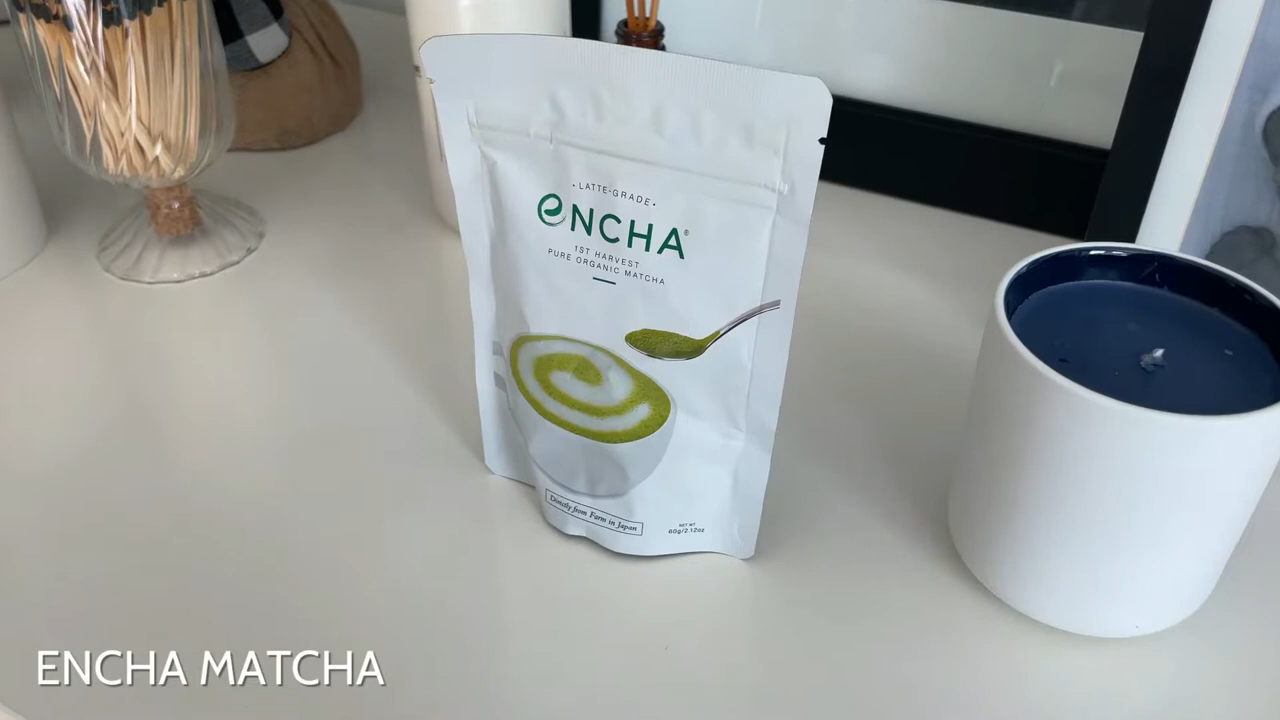 • LATTE-GRADE •
eNCHA®
1ST HARVEST
PURE ORGANIC MATCHA
Directly from Farm in Japan
NET WT
60g/2.12oz
ENCHA MATCHA